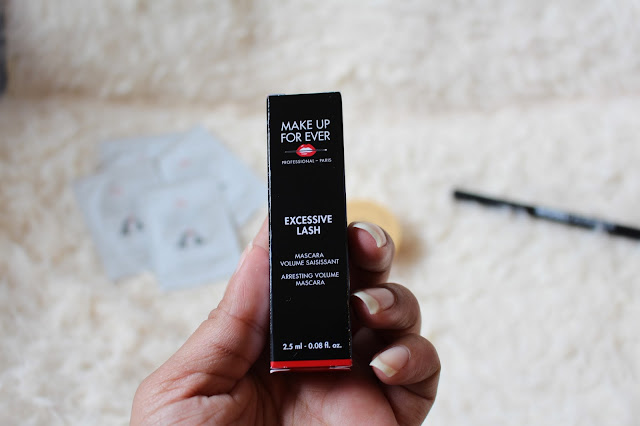 MAKE UP
FOR EVER
PROFESSIONAL - PARIS
EXCESSIVE
LASH
MASCARA
VOLUME SAISISSANT
ARRESTING VOLUME
MASCARA
2.5 ml - 0.08 fl. oz.